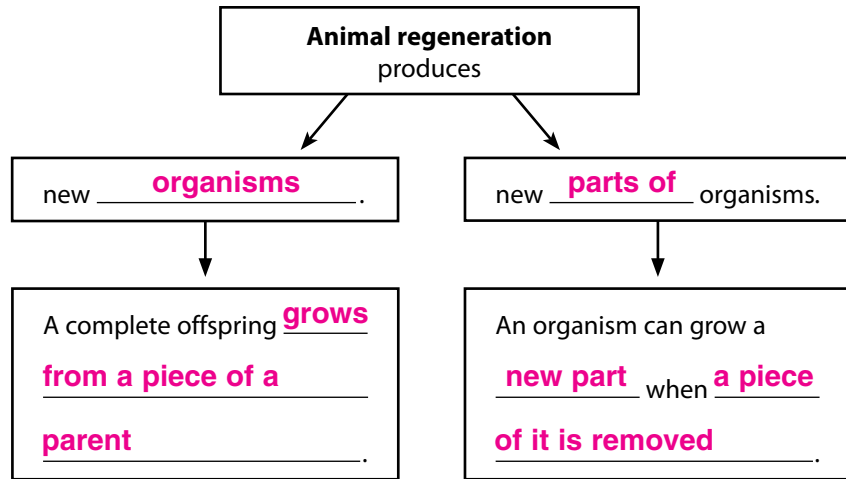 Animal regeneration
produces
new organisms.
new parts of organisms.
A complete offspring grows
from a piece of a
parent.
An organism can grow a
new part when a piece
of it is removed.